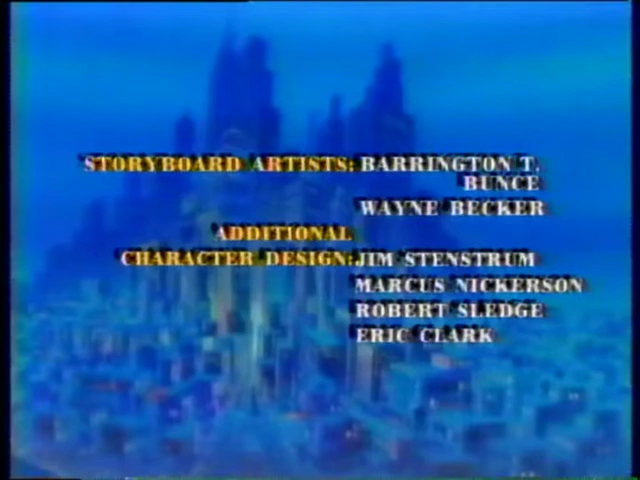 STORYBOARD ARTISTS: BARRINGTON T.
BUNCE
WAYNE BECKER
ADDITIONAL
CHARACTER DESIGN: JIM STENSTRUM
MARCUS NICKERSON
ROBERT SLEDGE
ERIC CLARK